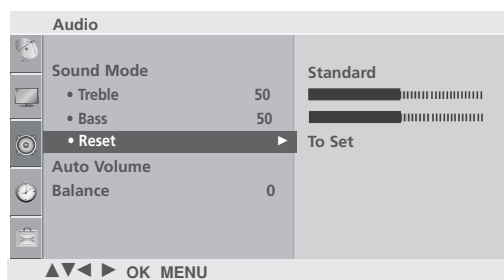 Audio
Sound Mode Standard
• Treble 50
• Bass 50
• Reset ► To Set
Auto Volume
Balance 0
▲▼◄ ► OK MENU